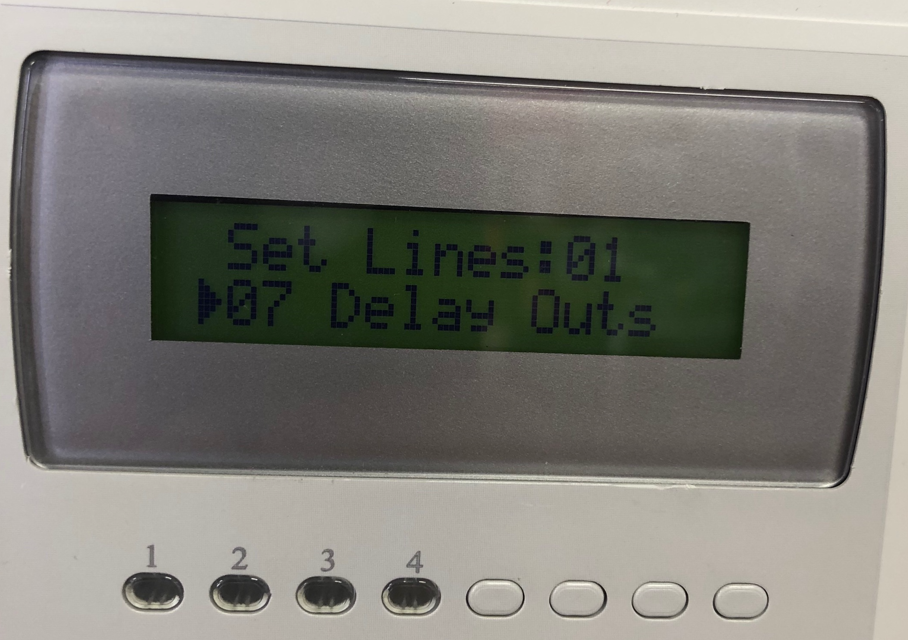 Set Lines:01
▶07 Delay Outs
1 2 3 4